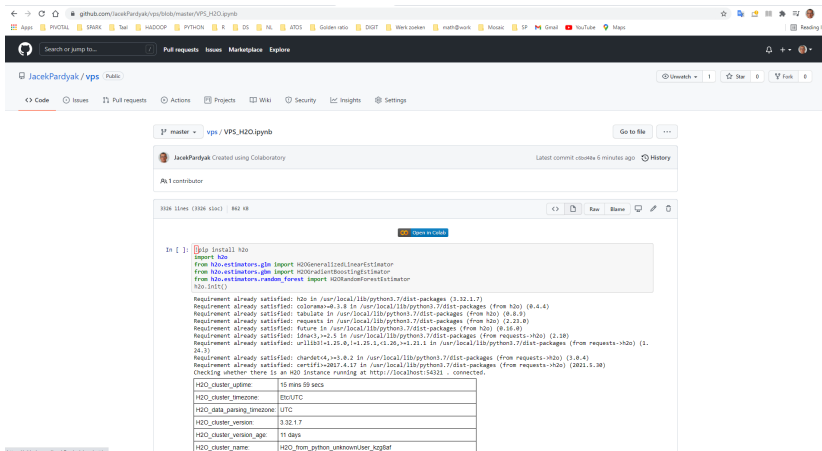 github.com/JacekPardyak/vps/blob/master/VPS_H2O.ipynb
Apps PIVOTAL SPARK Taal HADOOP PYTHON R DS NL ATOS Golden ratio DIGIT Werk zoeken math@work Mosaic SP Gmail YouTube Maps Reading
Search or jump to... / Pull requests Issues Marketplace Explore
JacekPardyak / vps Public Unwatch 1 Star 0 Fork 0
Code Issues Pull requests Actions Projects Wiki Security Insights Settings
master vps / VPS_H2O.ipynb Go to file ...
JacekPardyak Created using Colaboratory Latest commit 6 minutes ago History
1 contributor
3326 lines (3326 sloc) 862 KB <> Raw Blame
Open in Colab
In [ ]: !pip install h2o
import h2o
from h2o.estimators.glm import H2OGeneralizedLinearEstimator
from h2o.estimators.gbm import H2OGradientBoostingEstimator
from h2o.estimators.random_forest import H2ORandomForestEstimator
h2o.init()
Requirement already satisfied: h2o in /usr/local/lib/python3.7/dist-packages (3.32.1.7)
Requirement already satisfied: colorama>=0.3.8 in /usr/local/lib/python3.7/dist-packages (from h2o) (0.4.4)
Requirement already satisfied: tabulate in /usr/local/lib/python3.7/dist-packages (from h2o) (0.8.9)
Requirement already satisfied: requests in /usr/local/lib/python3.7/dist-packages (from h2o) (2.23.0)
Requirement already satisfied: future in /usr/local/lib/python3.7/dist-packages (from h2o) (0.16.0)
Requirement already satisfied: idna<3,>=2.5 in /usr/local/lib/python3.7/dist-packages (from requests->h2o) (2.10)
Requirement already satisfied: urllib3!=1.25.0,!=1.25.1,<1.26,>=1.21.1 in /usr/local/lib/python3.7/dist-packages (from requests->h2o) (1.
24.3)
Requirement already satisfied: chardet<4,>=3.0.2 in /usr/local/lib/python3.7/dist-packages (from requests->h2o) (3.0.4)
Requirement already satisfied: certifi>=2017.4.17 in /usr/local/lib/python3.7/dist-packages (from requests->h2o) (2021.5.30)
Checking whether there is an H2O instance running at http://localhost:54321 . connected.
H2O_cluster_uptime: 15 mins 59 secs
H2O_cluster_timezone: Etc/UTC
H2O_data_parsing_timezone: UTC
H2O_cluster_version: 3.32.1.7
H2O_cluster_version_age: 11 days
H2O_cluster_name: H2O_from_python_unknownUser_kzg8af